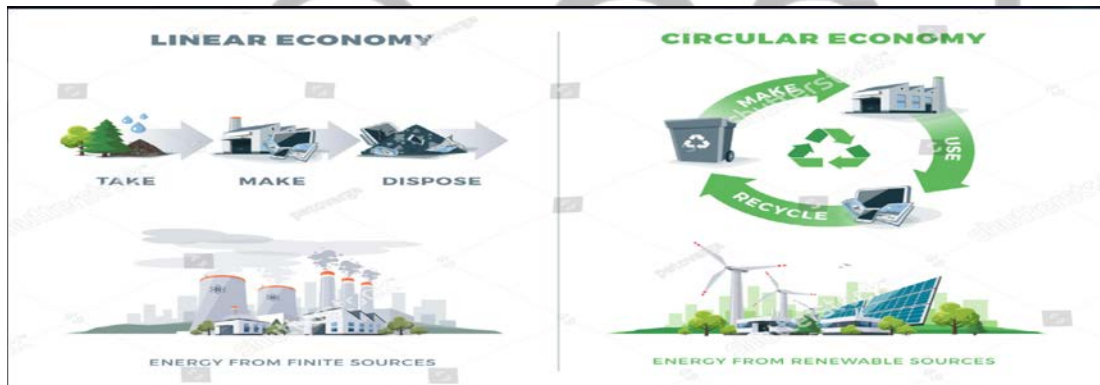 LINEAR ECONOMY
TAKE
MAKE
DISPOSE
ENERGY FROM FINITE SOURCES
CIRCULAR ECONOMY
MAKE
USE
RECYCLE
ENERGY FROM RENEWABLE SOURCES